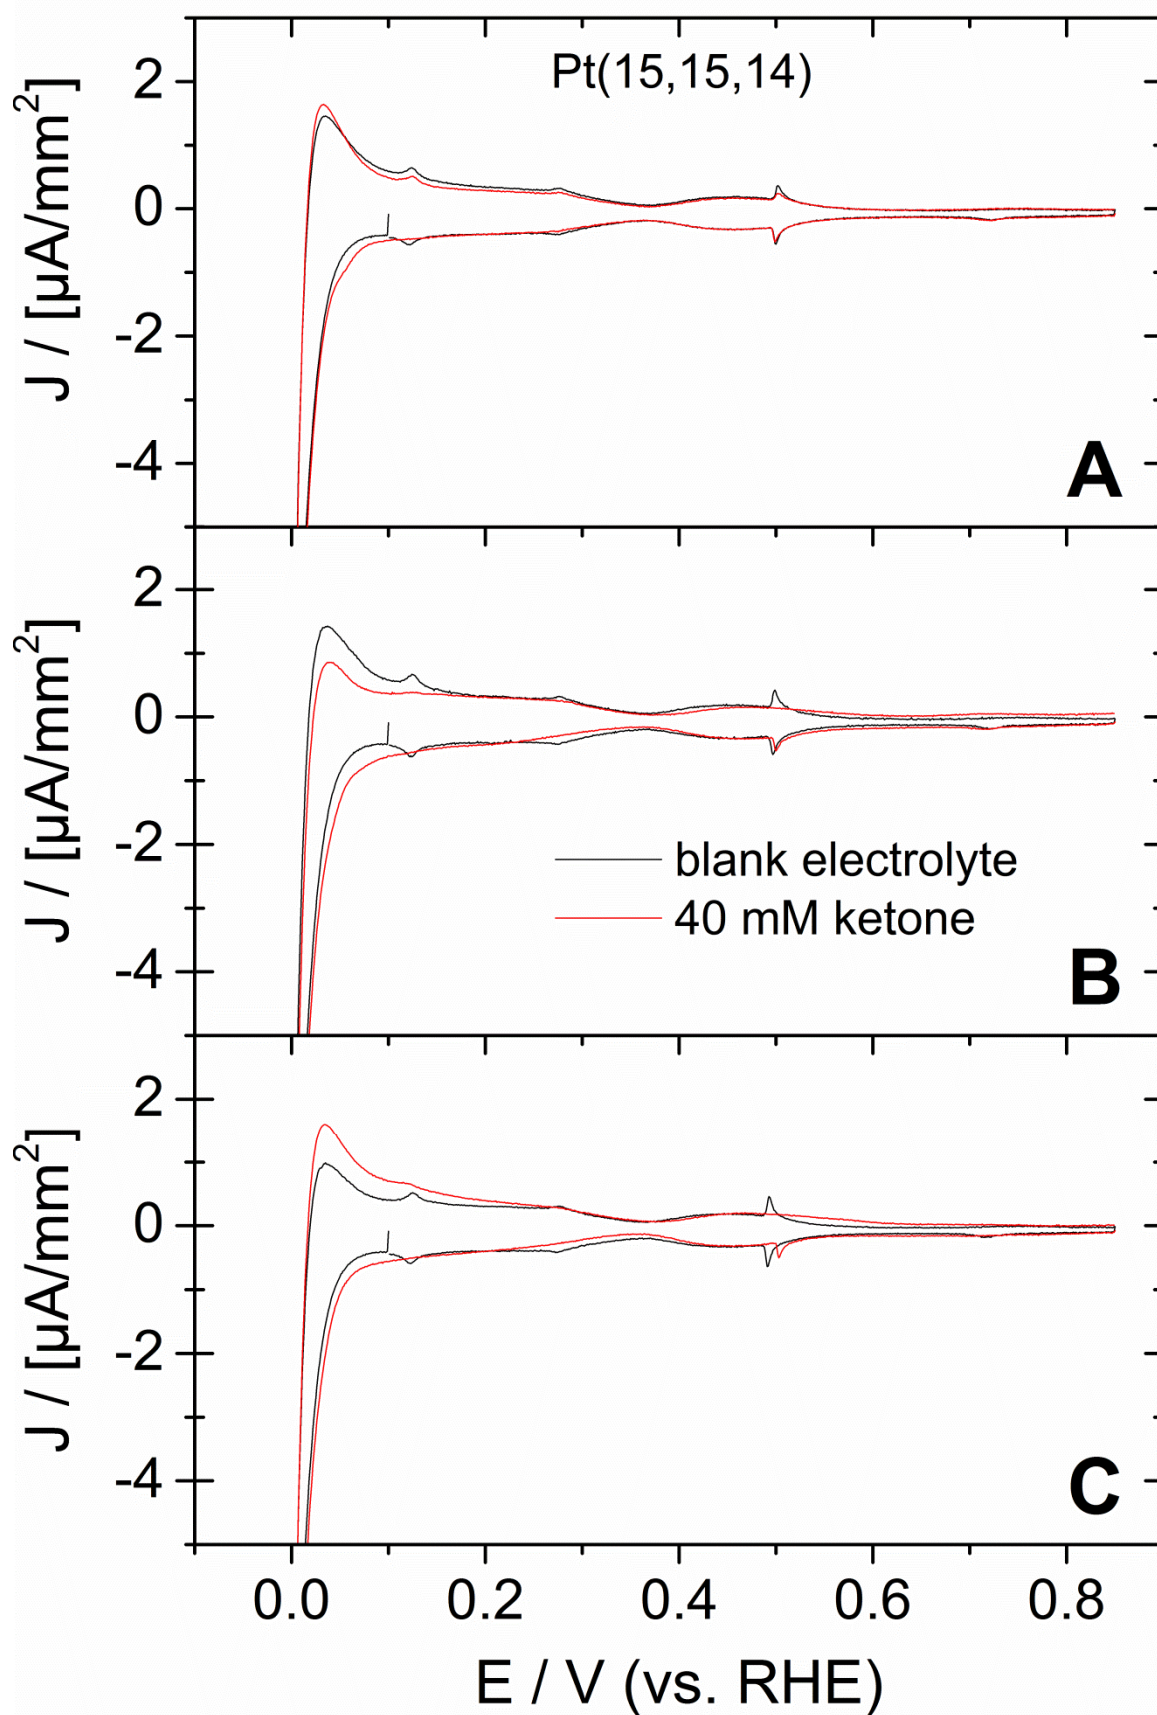 Pt(15,15,14)
J / [µA/mm²]
2
0
-2
-4
A
J / [µA/mm²]
2
0
-2
-4
blank electrolyte
40 mM ketone
B
J / [µA/mm²]
2
0
-2
-4
C
0.0 0.2 0.4 0.6 0.8
E / V (vs. RHE)